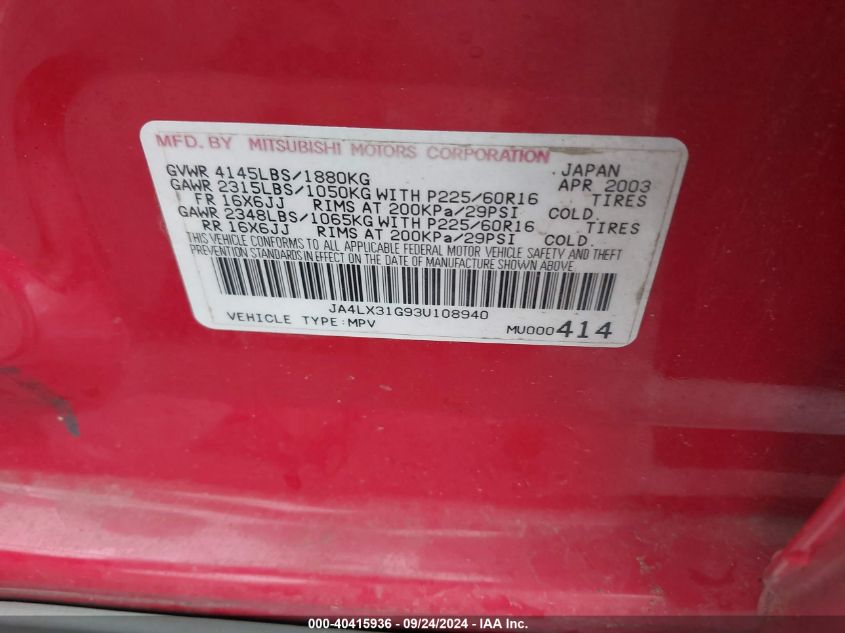 MFD. BY MITSUBISHI MOTORS CORPORATION JAPAN
GVWR 4145LBS/1880KG APR 2003
GAWR 2315LBS/1050KG WITH P225/60R16 TIRES
FR 16X6JJ RIMS AT 200KPa/29PSI COLD.
GAWR 2348LBS/1065KG WITH P225/60R16 TIRES
RR 16X6JJ RIMS AT 200KPa/29PSI COLD.
THIS VEHICLE CONFORMS TO ALL APPLICABLE FEDERAL MOTOR VEHICLE SAFETY AND THEFT
PREVENTION STANDARDS IN EFFECT ON THE DATE OF MANUFACTURE SHOWN ABOVE.
JA4LX31G93U108940
VEHICLE TYPE:MPV MU000414
000-40415936 - 09/24/2024 - IAA Inc.